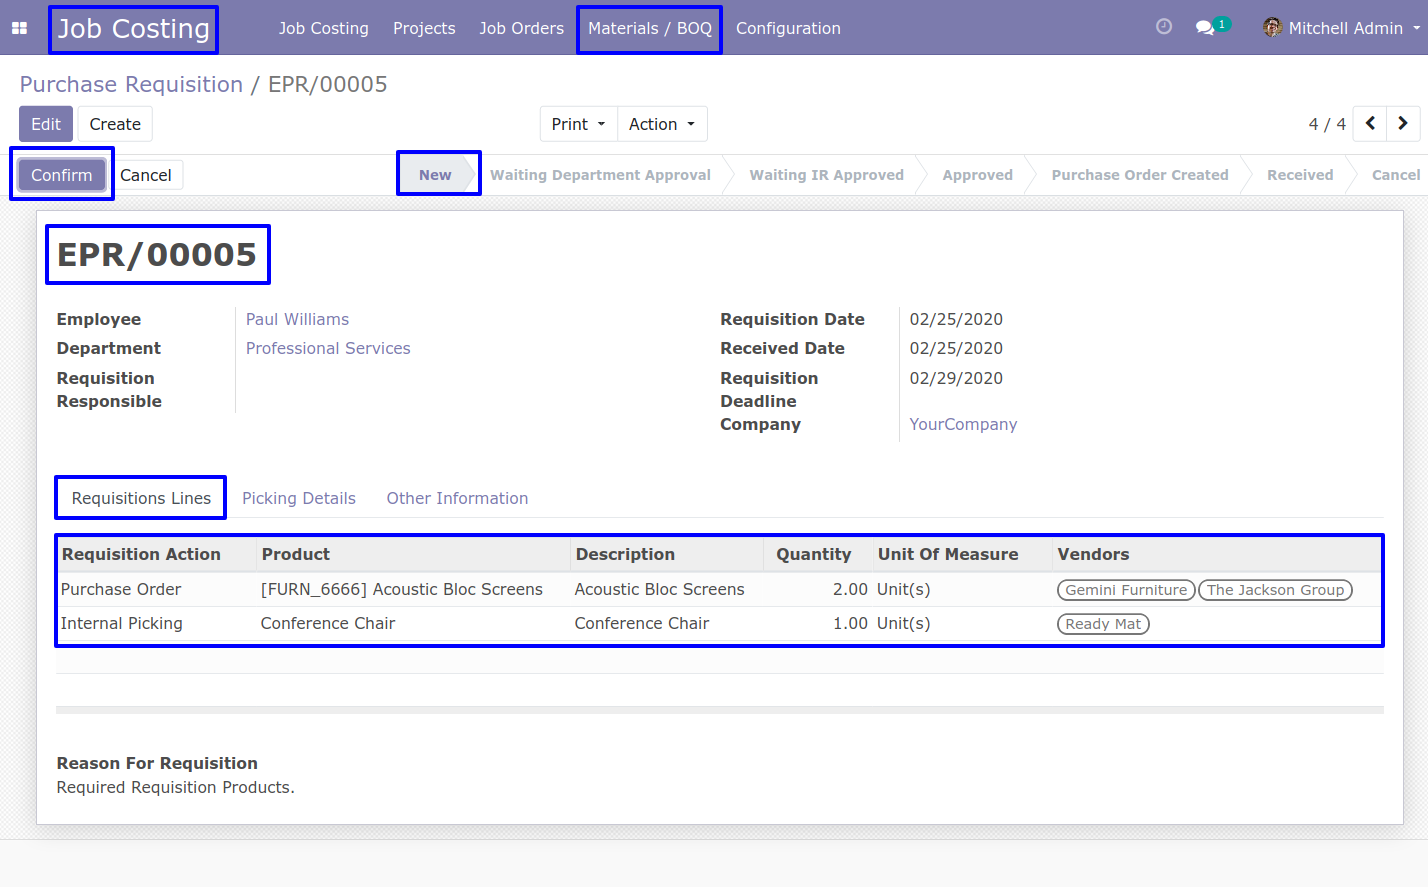 Job Costing Job Costing Projects Job Orders Materials / BOQ Configuration 1 Mitchell Admin
Purchase Requisition / EPR/00005
Edit Create Print Action 4 / 4
Confirm Cancel New Waiting Department Approval Waiting IR Approved Approved Purchase Order Created Received Cancel
EPR/00005
Employee Paul Williams
Department Professional Services
Requisition
Responsible
Requisition Date 02/25/2020
Received Date 02/25/2020
Requisition 02/29/2020
Deadline
Company YourCompany
Requisitions Lines Picking Details Other Information
Requisition Action Product Description Quantity Unit Of Measure Vendors
Purchase Order [FURN_6666] Acoustic Bloc Screens Acoustic Bloc Screens 2.00 Unit(s) Gemini Furniture The Jackson Group
Internal Picking Conference Chair Conference Chair 1.00 Unit(s) Ready Mat
Reason For Requisition
Required Requisition Products.